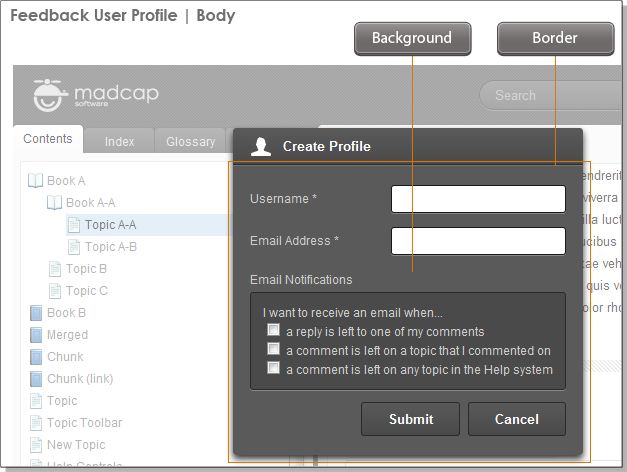 Feedback User Profile | Body
Background
Border
madcap
software
Search
Contents
Index
Glossary
Create Profile
Book A
Book A-A
Topic A-A
Topic A-B
Topic B
Topic C
Book B
Merged
Chunk
Chunk (link)
Topic
Topic Toolbar
New Topic
Help Controls
Username *
Email Address *
Email Notifications
I want to receive an email when...
a reply is left to one of my comments
a comment is left on a topic that I commented on
a comment is left on any topic in the Help system
Submit
Cancel
endrerit
viverra
illa luct
ucibus
kae veh
quis ve
or rho